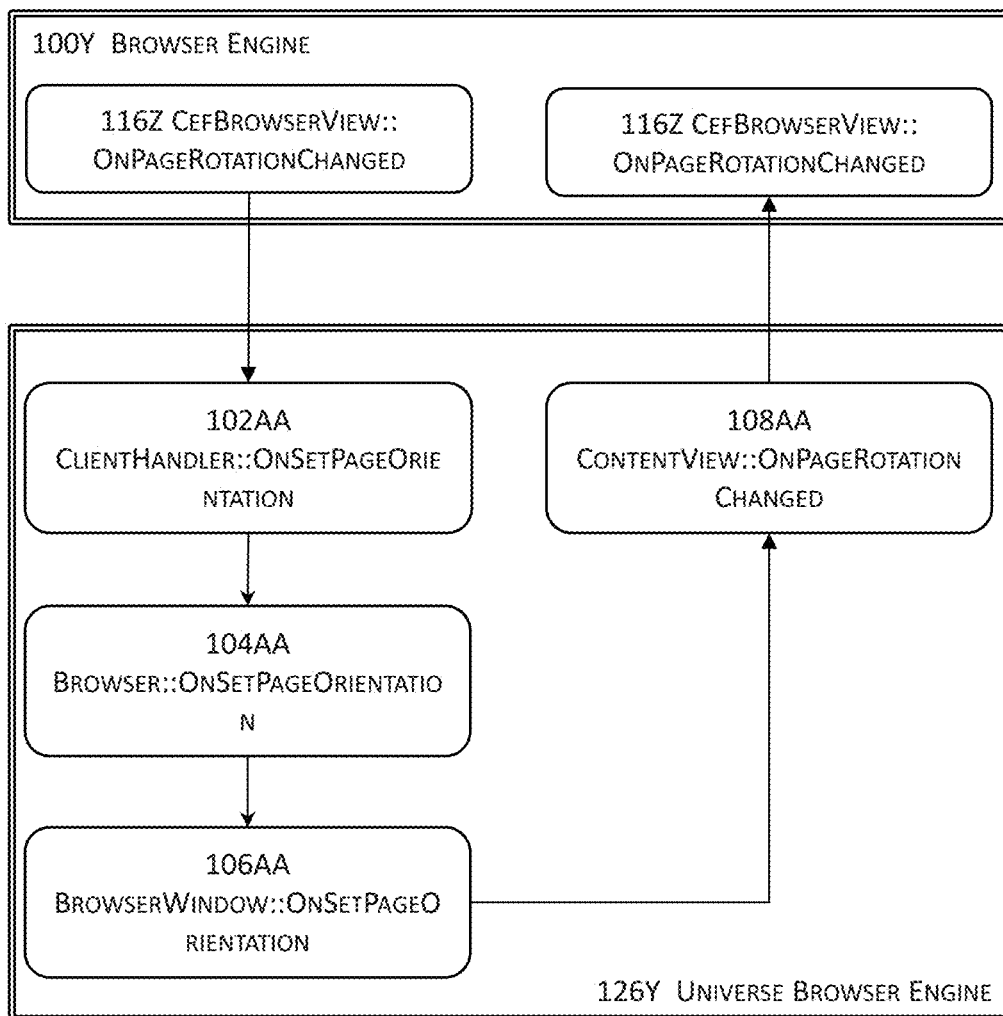 100Y BROWSER ENGINE
116Z CEFBROWSERVIEW::
ONPAGEROTATIONCHANGED
116Z CEFBROWSERVIEW::
ONPAGEROTATIONCHANGED
102AA
CLIENTHANDLER::ONSETPAGEORIE
NTATION
108AA
CONTENTVIEW::ONPAGEROTATION
CHANGED
104AA
BROWSER::ONSETPAGEORIENTATIO
N
106AA
BROWSERWINDOW::ONSETPAGEO
RIENTATION
126Y UNIVERSE BROWSER ENGINE